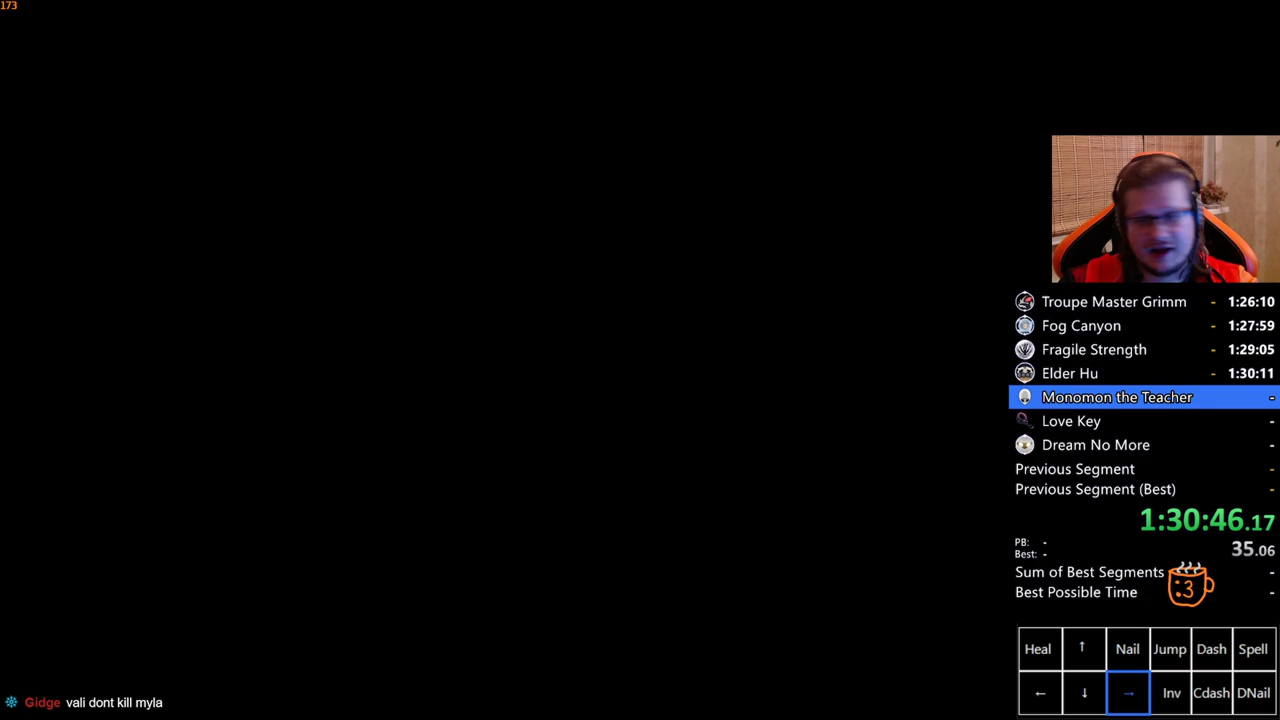 173
Troupe Master Grimm - 1:26:10
Fog Canyon - 1:27:59
Fragile Strength - 1:29:05
Elder Hu - 1:30:11
Monomon the Teacher -
Love Key -
Dream No More -
Previous Segment -
Previous Segment (Best) -
1:30:46.17
PB: - 35.06
Best: -
Sum of Best Segments -
Best Possible Time -
:3
Heal ↑ Nail Jump Dash Spell
← ↓ → Inv Cdash DNail
Gidge vali dont kill myla